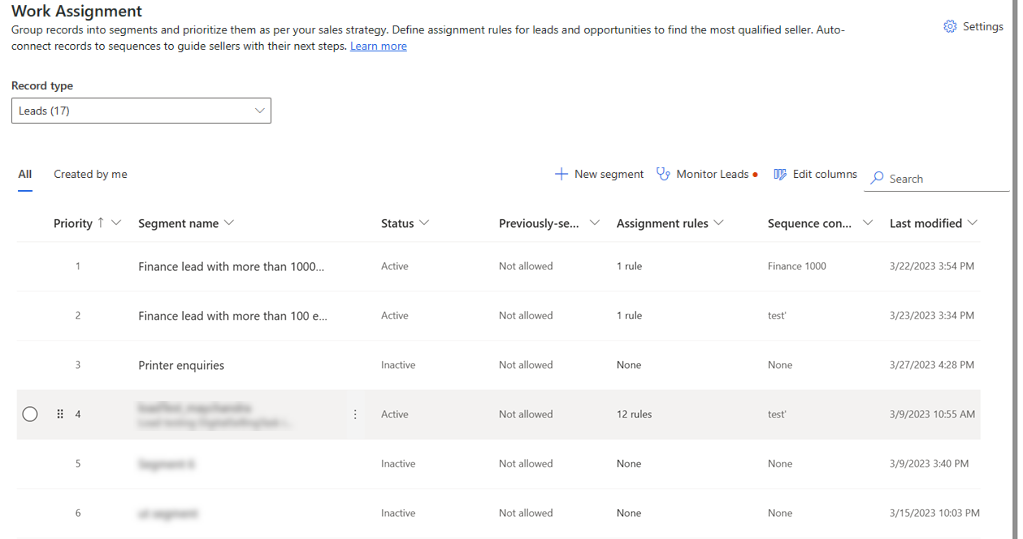 Work Assignment
Group records into segments and prioritize them as per your sales strategy. Define assignment rules for leads and opportunities to find the most qualified seller. Auto-
connect records to sequences to guide sellers with their next steps. Learn more
Settings
Record type
Leads (17)
All Created by me New segment Monitor Leads Edit columns Search
Priority ↑ Segment name Status Previously-se... Assignment rules Sequence con... Last modified
1 Finance lead with more than 1000... Active Not allowed 1 rule Finance 1000 3/22/2023 3:54 PM
2 Finance lead with more than 100 e... Active Not allowed 1 rule test' 3/23/2023 3:34 PM
3 Printer enquiries Inactive Not allowed None None 3/27/2023 4:28 PM
4 Active Not allowed 12 rules test' 3/9/2023 10:55 AM
5 Inactive Not allowed None None 3/9/2023 3:40 PM
6 Inactive Not allowed None None 3/15/2023 10:03 PM